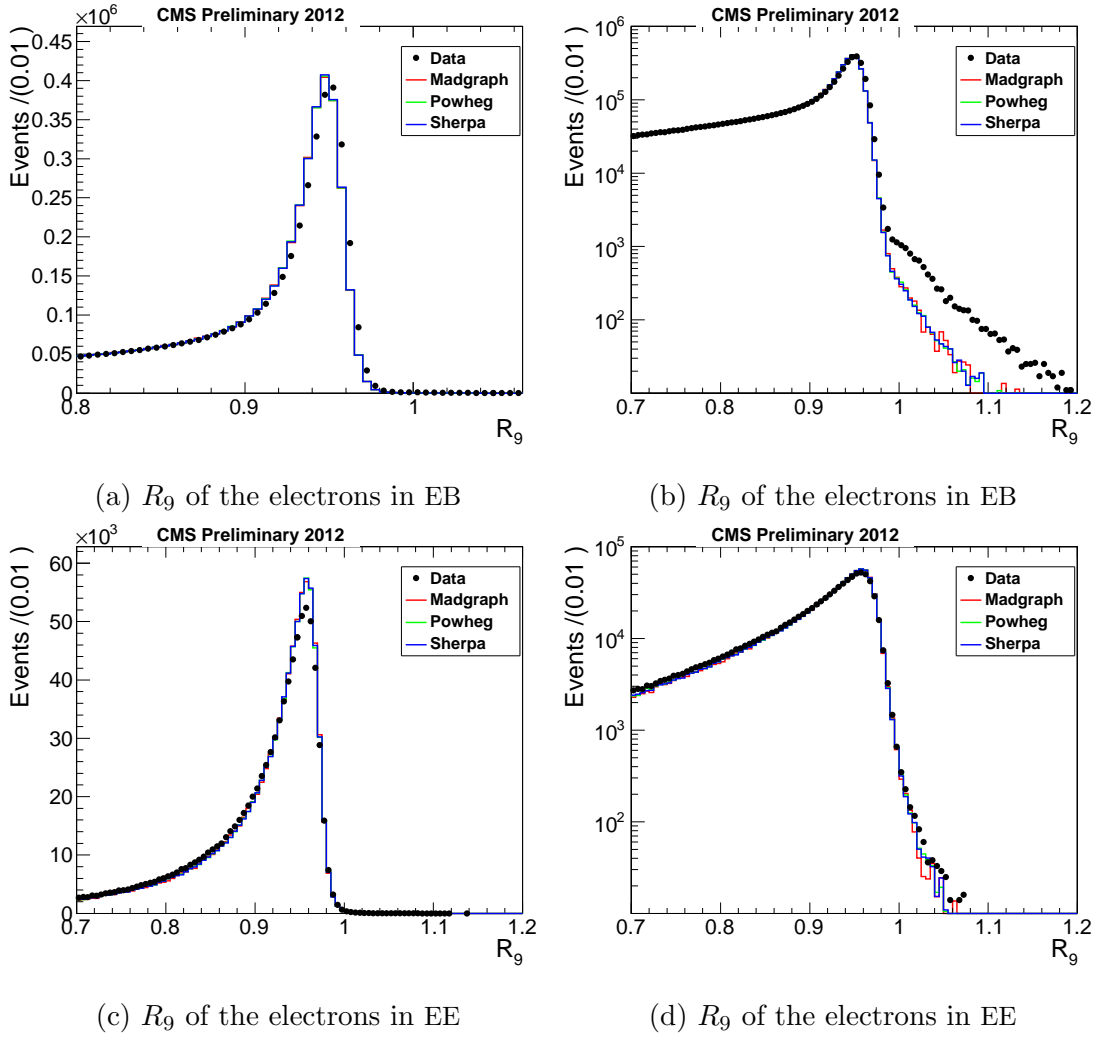 CMS Preliminary 2012
×10^6
Events /(0.01 )
0.45
0.4
0.35
0.3
0.25
0.2
0.15
0.1
0.05
0
0.8 0.9 1
R_9
Data
Madgraph
Powheg
Sherpa
(a) R_9 of the electrons in EB
CMS Preliminary 2012
Events /(0.01 )
10^6
10^5
10^4
10^3
10^2
0.7 0.8 0.9 1 1.1 1.2
R_9
Data
Madgraph
Powheg
Sherpa
(b) R_9 of the electrons in EB
CMS Preliminary 2012
×10^3
Events /(0.01 )
60
50
40
30
20
10
0
0.7 0.8 0.9 1 1.1 1.2
R_9
Data
Madgraph
Powheg
Sherpa
(c) R_9 of the electrons in EE
CMS Preliminary 2012
Events /(0.01 )
10^5
10^4
10^3
10^2
0.7 0.8 0.9 1 1.1 1.2
R_9
Data
Madgraph
Powheg
Sherpa
(d) R_9 of the electrons in EE